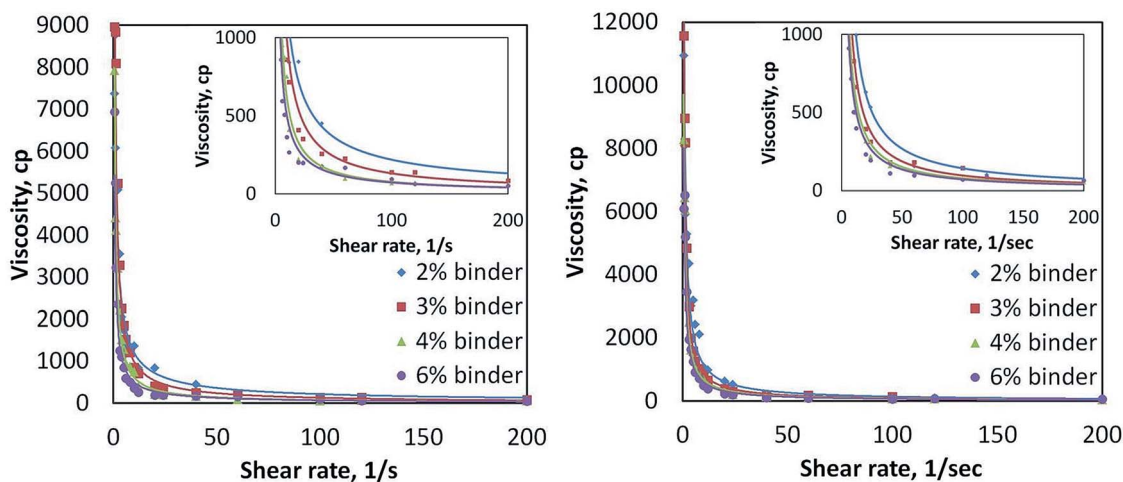 9000
8000
7000
6000
5000
4000
3000
2000
1000
0
Viscosity, cp
0 50 100 150 200
Shear rate, 1/s
1000
500
0
Viscosity, cp
0 100 200
Shear rate, 1/s
2% binder
3% binder
4% binder
6% binder
12000
10000
8000
6000
4000
2000
0
Viscosity, cp
0 50 100 150 200
Shear rate, 1/sec
1000
500
0
Viscosity, cp
0 50 100 150 200
Shear rate, 1/sec
2% binder
3% binder
4% binder
6% binder